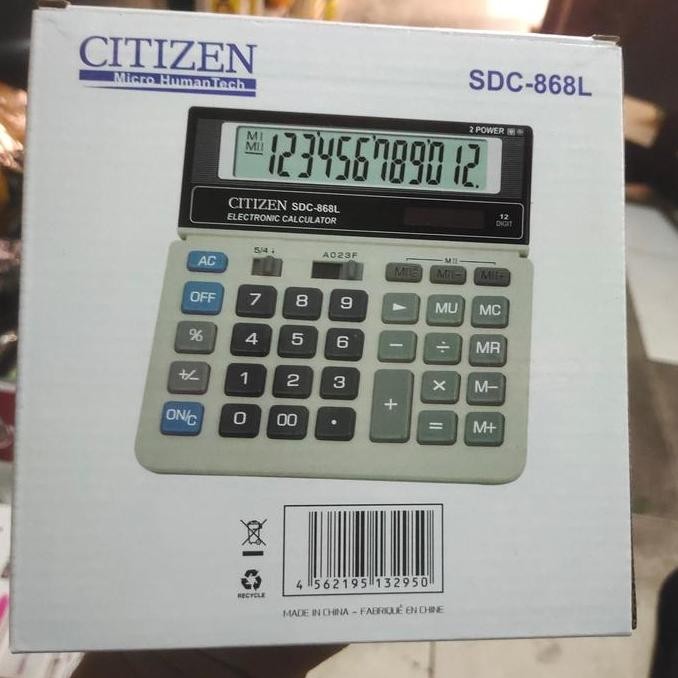 CITIZEN
Micro HumanTech
SDC-868L
2 POWER
MI
MII
123456789012.
CITIZEN SDC-868L
ELECTRONIC CALCULATOR
12
DIGIT
5/4 ↓
A023F
MII
AC
MII- MII+
OFF 7 8 9 ► MU MC
% 4 5 6 − ÷ MR
+/− 1 2 3 + × M−
ON/C 0 00 • = M+
4 562195 132950
RECYCLE
MADE IN CHINA – FABRIQUÉ EN CHINE